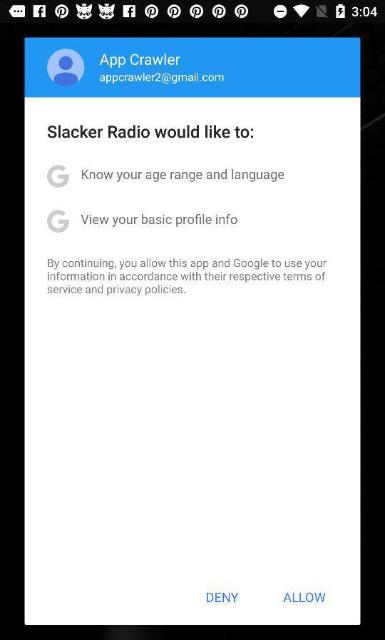 3:04
App Crawler
appcrawler2@gmail.com
Slacker Radio would like to:
G Know your age range and language
G View your basic profile info
By continuing, you allow this app and Google to use your
information in accordance with their respective terms of
service and privacy policies.
DENY ALLOW